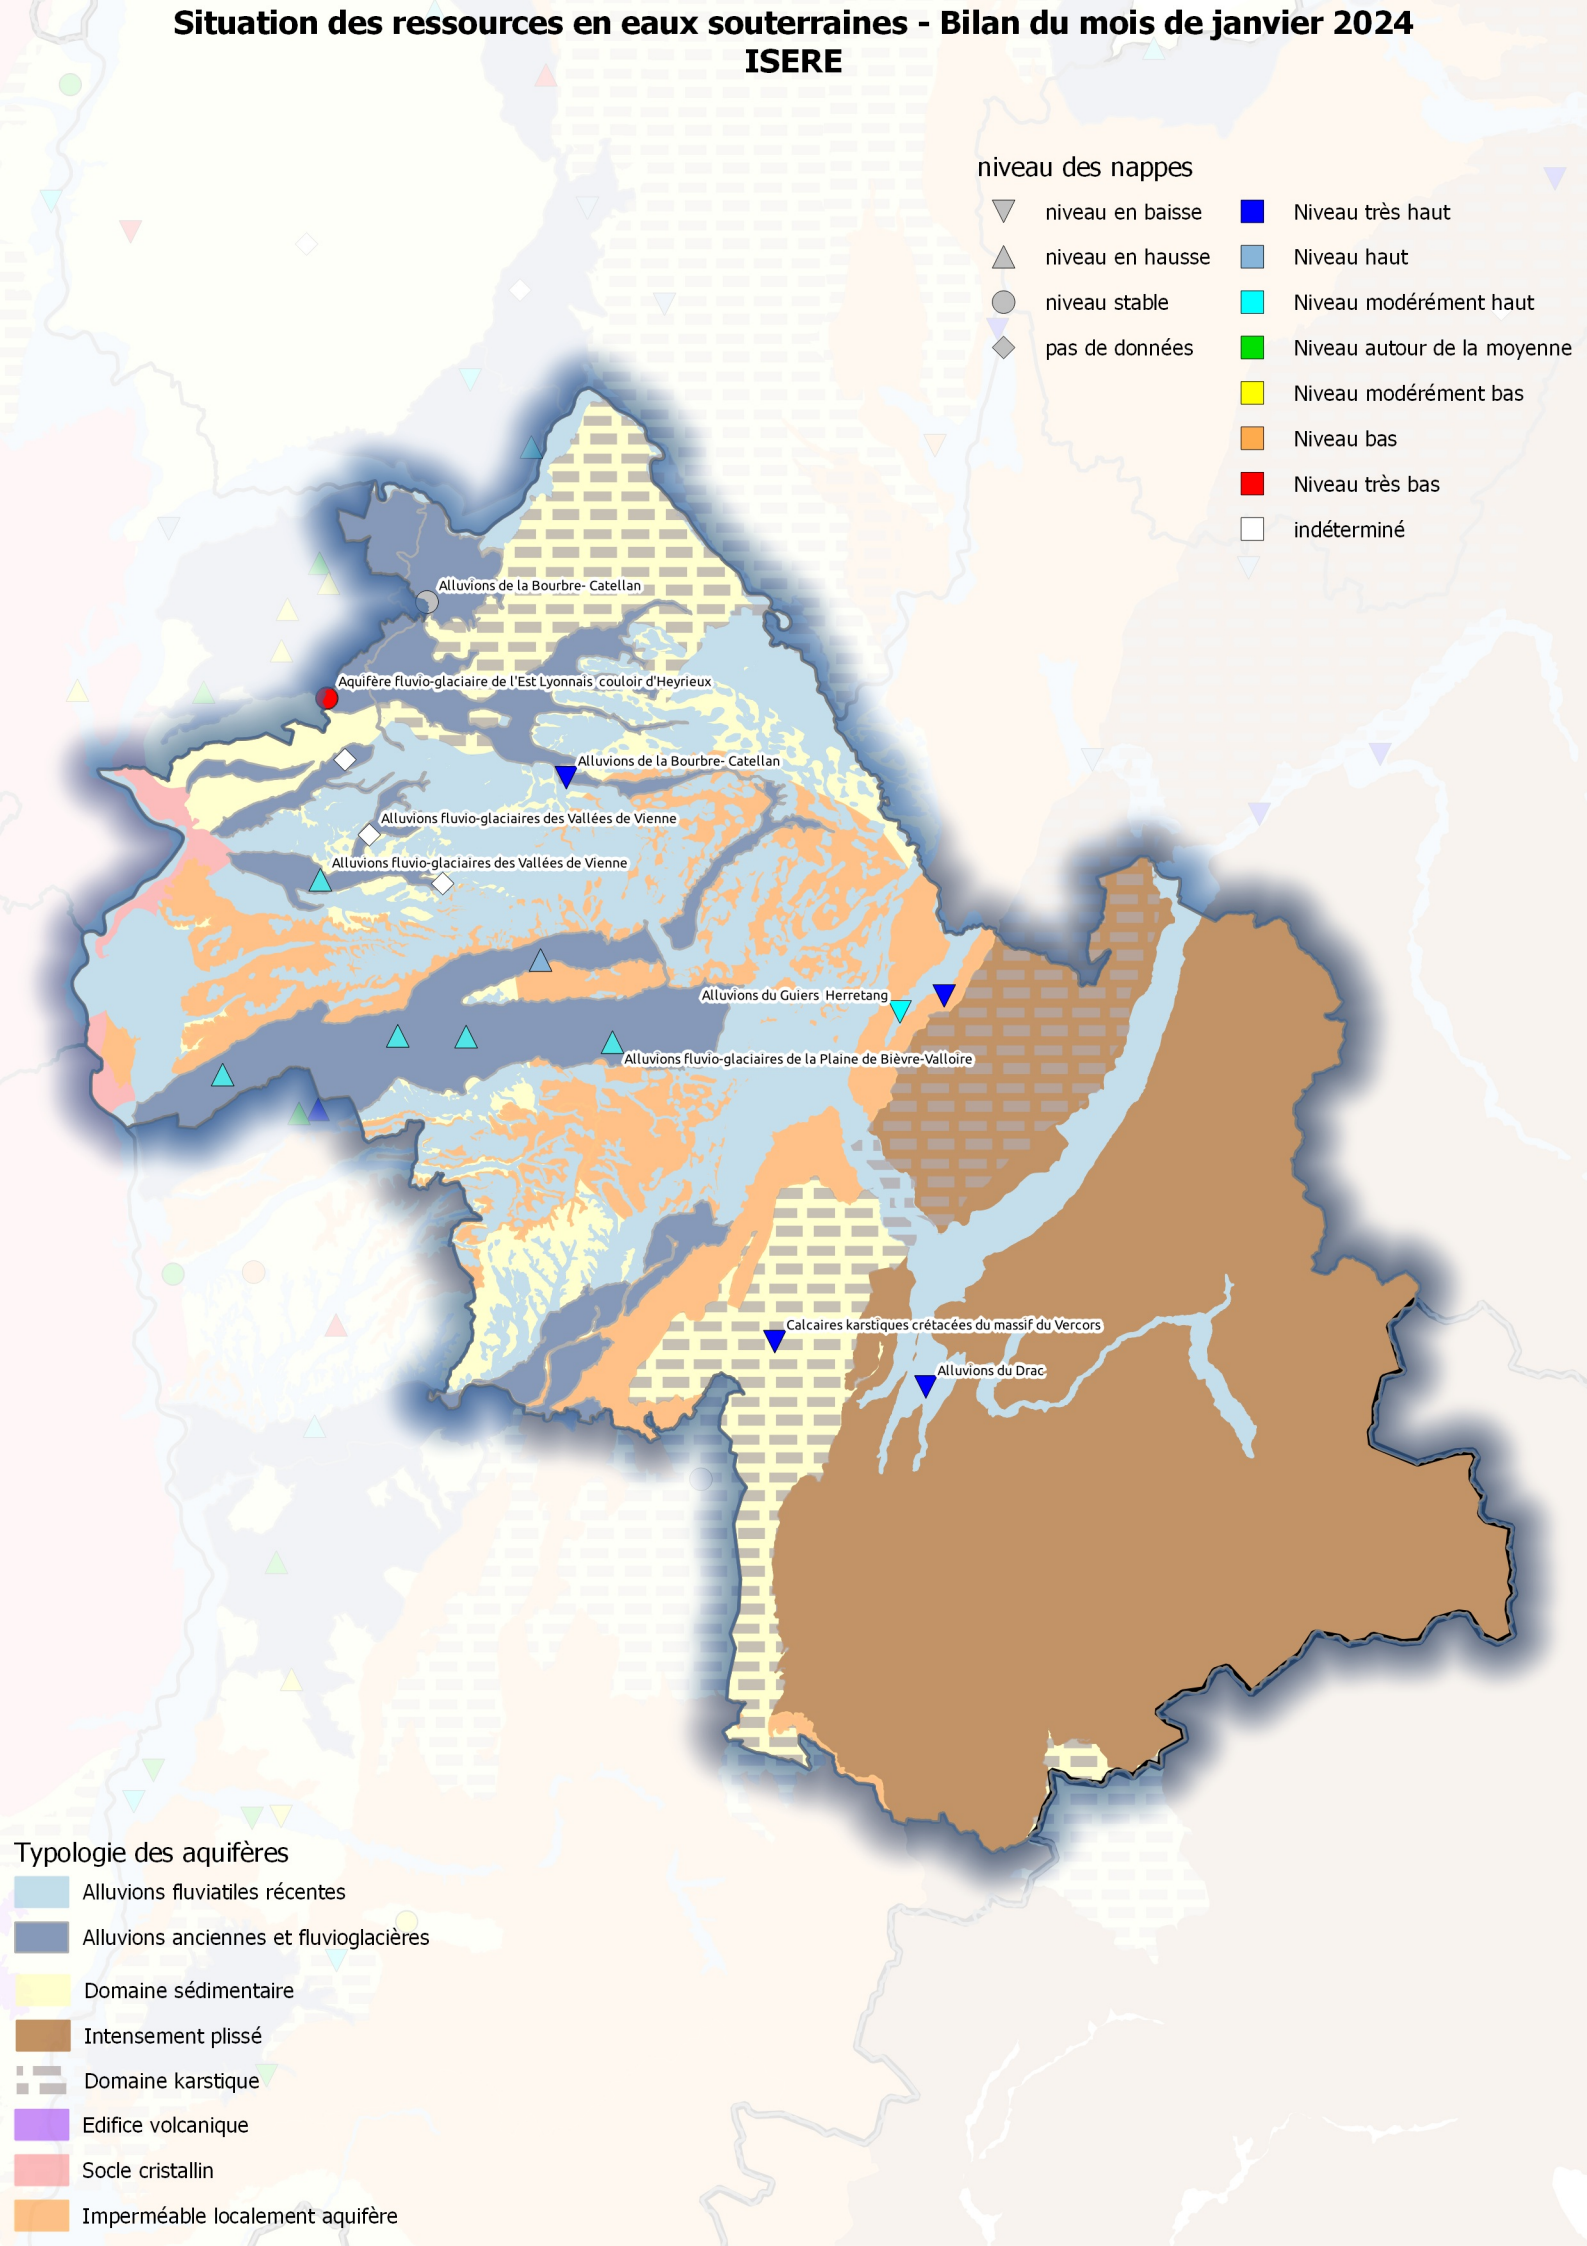 Situation des ressources en eaux souterraines - Bilan du mois de janvier 2024
ISERE
niveau des nappes
niveau en baisse
niveau en hausse
niveau stable
pas de données
Niveau très haut
Niveau haut
Niveau modérément haut
Niveau autour de la moyenne
Niveau modérément bas
Niveau bas
Niveau très bas
indéterminé
Alluvions de la Bourbre- Catellan
Aquifère fluvio-glaciaire de l'Est Lyonnais couloir d'Heyrieux
Alluvions de la Bourbre- Catellan
Alluvions fluvio-glaciaires des Vallées de Vienne
Alluvions fluvio-glaciaires des Vallées de Vienne
Alluvions du Guiers Herretang
Alluvions fluvio-glaciaires de la Plaine de Bièvre-Valloire
Calcaires karstiques crétacées du massif du Vercors
Alluvions du Drac
Typologie des aquifères
Alluvions fluviatiles récentes
Alluvions anciennes et fluvioglacières
Domaine sédimentaire
Intensement plissé
Domaine karstique
Edifice volcanique
Socle cristallin
Imperméable localement aquifère